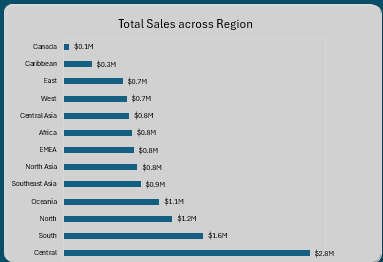 Total Sales across Region
Canada $0.1M
Caribbean $0.3M
East $0.7M
West $0.7M
Central Asia $0.8M
Africa $0.8M
EMEA $0.8M
North Asia $0.8M
Southeast Asia $0.9M
Oceania $1.1M
North $1.2M
South $1.6M
Central $2.8M